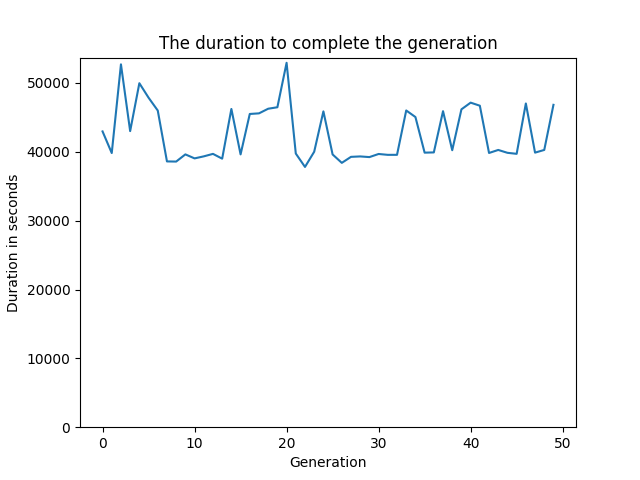 The duration to complete the generation
50000
40000
30000
20000
10000
0
Duration in seconds
0 10 20 30 40 50
Generation